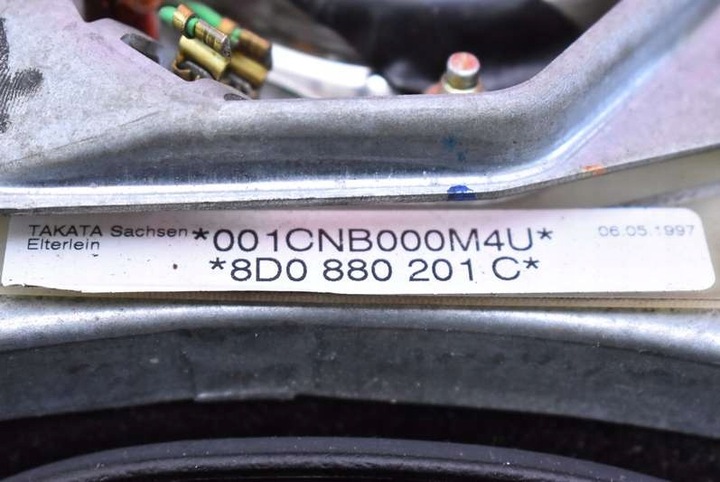 TAKATA Sachsen *001CNB000M4U* 06.05.1997
Elterlein
*8D0 880 201 C*